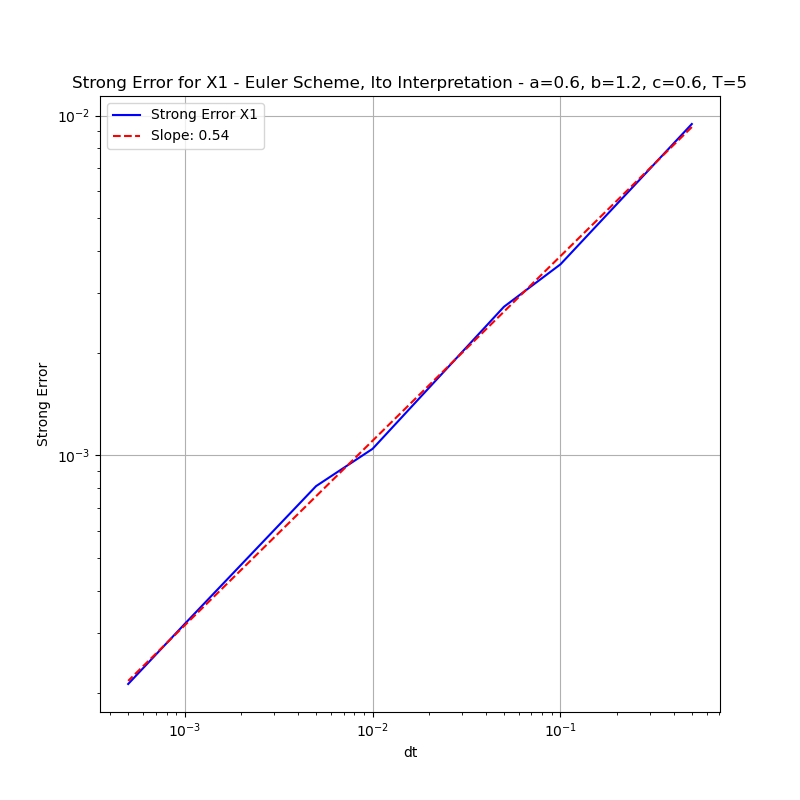 Strong Error for X1 - Euler Scheme, Ito Interpretation - a=0.6, b=1.2, c=0.6, T=5
Strong Error X1
Slope: 0.54
10⁻²
10⁻³
Strong Error
10⁻³
10⁻²
10⁻¹
dt